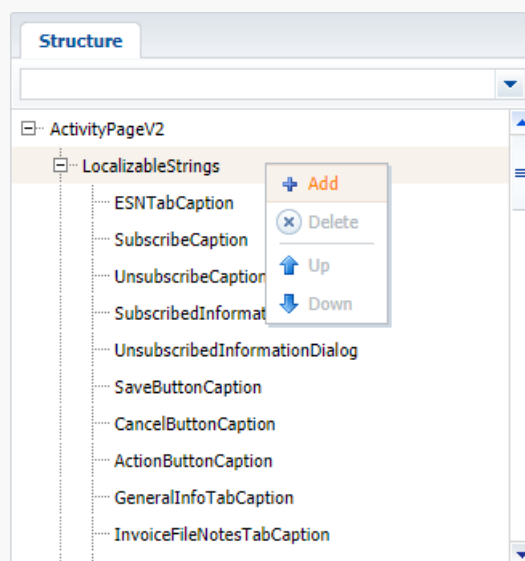 Structure
ActivityPageV2
LocalizableStrings
Add
ESNTabCaption
Delete
SubscribeCaption
UnsubscribeCaption
Up
SubscribedInformat
Down
UnsubscribedInformationDialog
SaveButtonCaption
CancelButtonCaption
ActionButtonCaption
GeneralInfoTabCaption
InvoiceFileNotesTabCaption